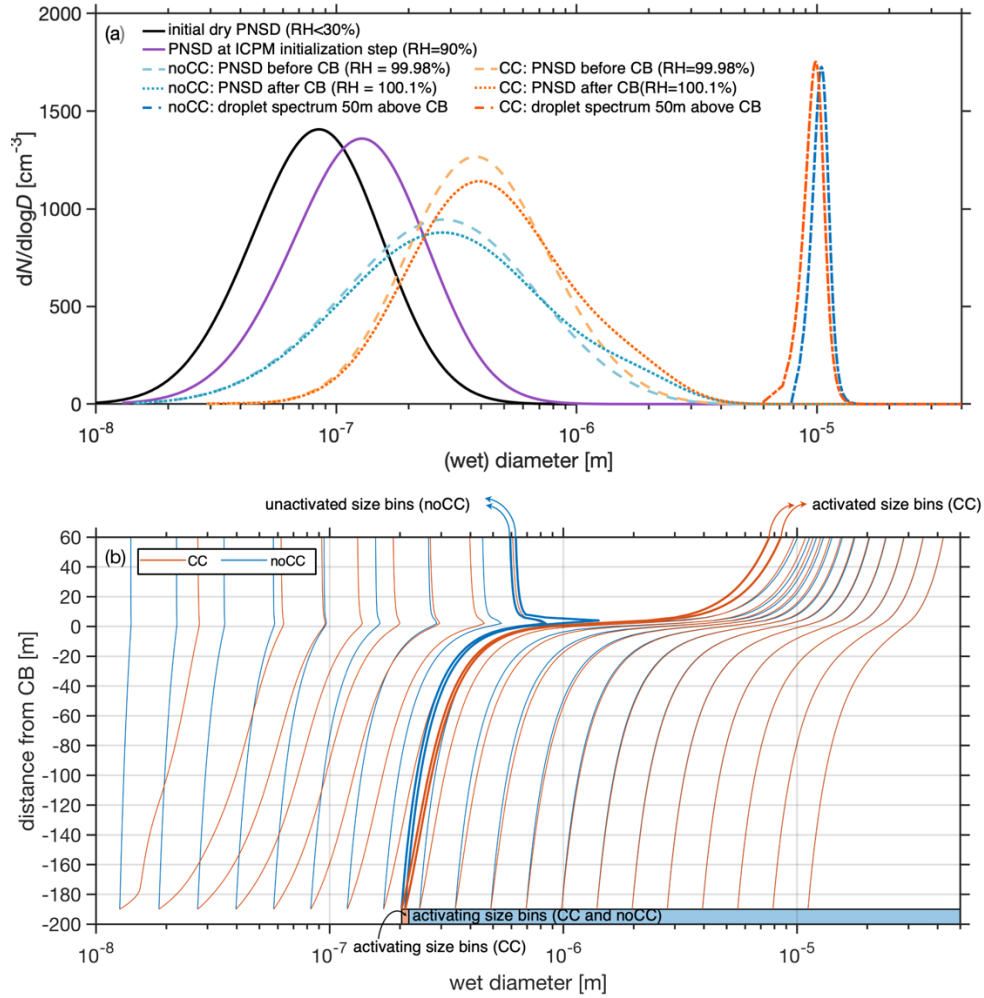 2000
(a)
initial dry PNSD (RH<30%)
PNSD at ICPM initialization step (RH=90%)
noCC: PNSD before CB (RH = 99.98%)
CC: PNSD before CB (RH=99.98%)
noCC: PNSD after CB (RH = 100.1%)
CC: PNSD after CB(RH=100.1%)
noCC: droplet spectrum 50m above CB
CC: droplet spectrum 50m above CB
1500
1000
500
0
dN/dlogD [cm⁻³]
10⁻⁸ 10⁻⁷ 10⁻⁶ 10⁻⁵
(wet) diameter [m]
unactivated size bins (noCC)
activated size bins (CC)
60
(b)
CC noCC
40
20
0
-20
-40
-60
-80
-100
-120
-140
-160
-180
-200
distance from CB [m]
activating size bins (CC and noCC)
activating size bins (CC)
10⁻⁸ 10⁻⁷ 10⁻⁶ 10⁻⁵
wet diameter [m]